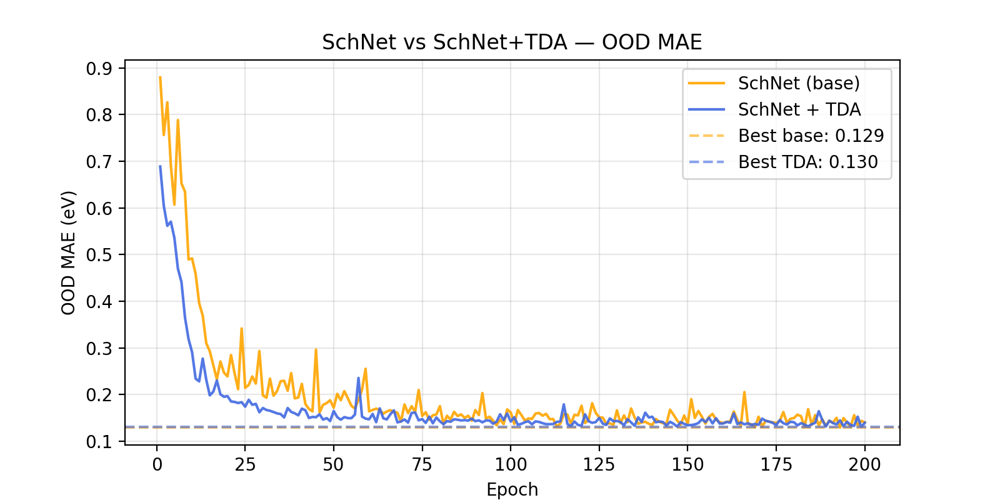 SchNet vs SchNet+TDA — OOD MAE
OOD MAE (eV)
0.9
0.8
0.7
0.6
0.5
0.4
0.3
0.2
0.1
SchNet (base)
SchNet + TDA
Best base: 0.129
Best TDA: 0.130
0 25 50 75 100 125 150 175 200
Epoch